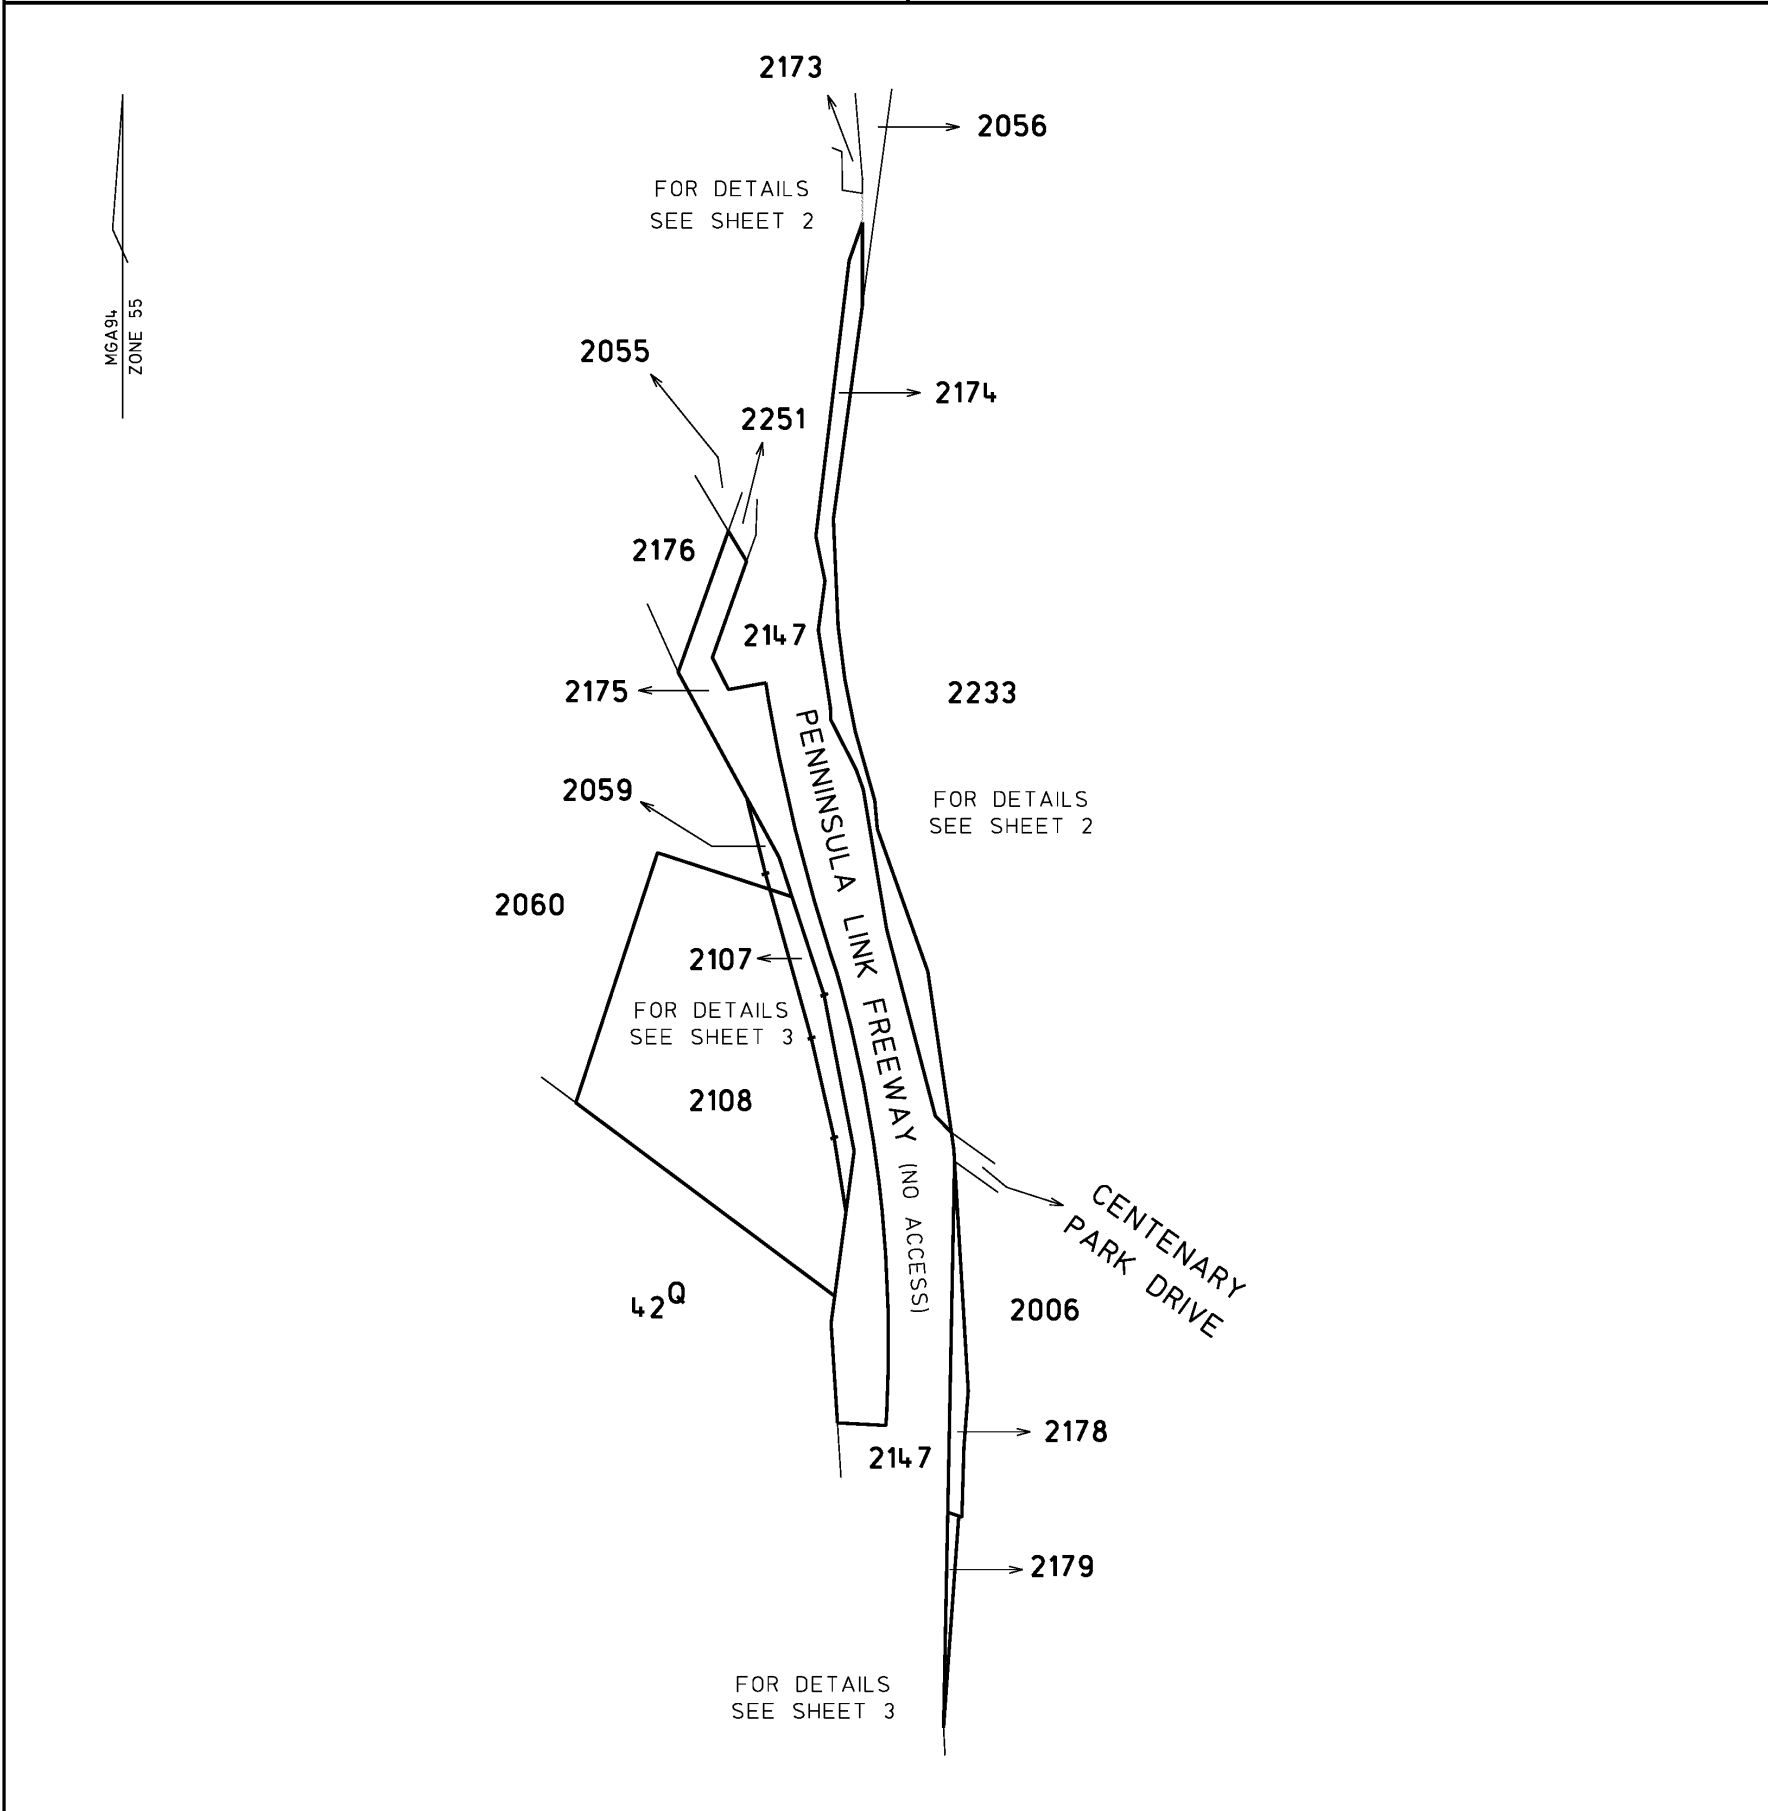 2173
2056
FOR DETAILS
SEE SHEET 2
MGA94
ZONE 55
2055
2174
2251
2176
2147
2175
2233
PENNINSULA LINK FREEWAY (NO ACCESS)
2059
FOR DETAILS
SEE SHEET 2
2060
2107
FOR DETAILS
SEE SHEET 3
2108
CENTENARY
PARK DRIVE
42Q
2006
2178
2147
2179
FOR DETAILS
SEE SHEET 3